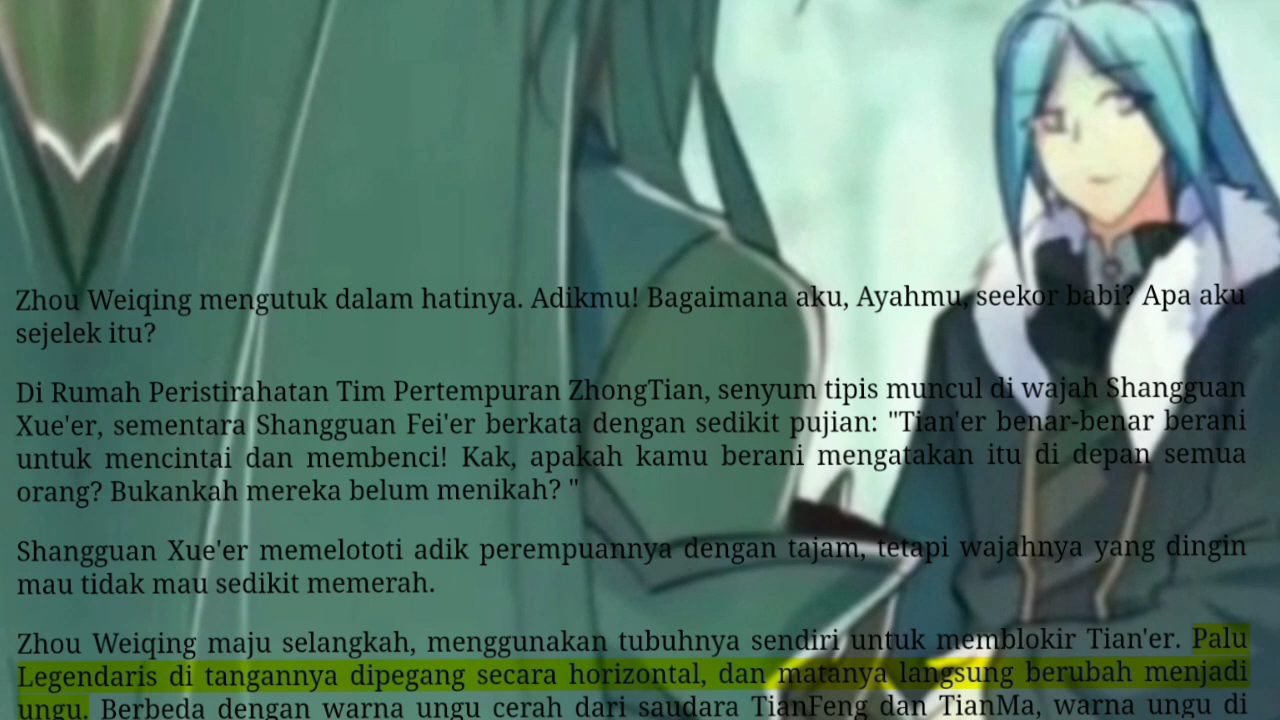 Zhou Weiqing mengutuk dalam hatinya. Adikmu! Bagaimana aku, Ayahmu, seekor babi? Apa aku
sejelek itu?
Di Rumah Peristirahatan Tim Pertempuran ZhongTian, senyum tipis muncul di wajah Shangguan
Xue'er, sementara Shangguan Fei'er berkata dengan sedikit pujian: "Tian'er benar-benar berani
untuk mencintai dan membenci! Kak, apakah kamu berani mengatakan itu di depan semua
orang? Bukankah mereka belum menikah? "
Shangguan Xue'er memelototi adik perempuannya dengan tajam, tetapi wajahnya yang dingin
mau tidak mau sedikit memerah.
Zhou Weiqing maju selangkah, menggunakan tubuhnya sendiri untuk memblokir Tian'er. Palu
Legendaris di tangannya dipegang secara horizontal, dan matanya langsung berubah menjadi
ungu. Berbeda dengan warna ungu cerah dari saudara TianFeng dan TianMa, warna ungu di